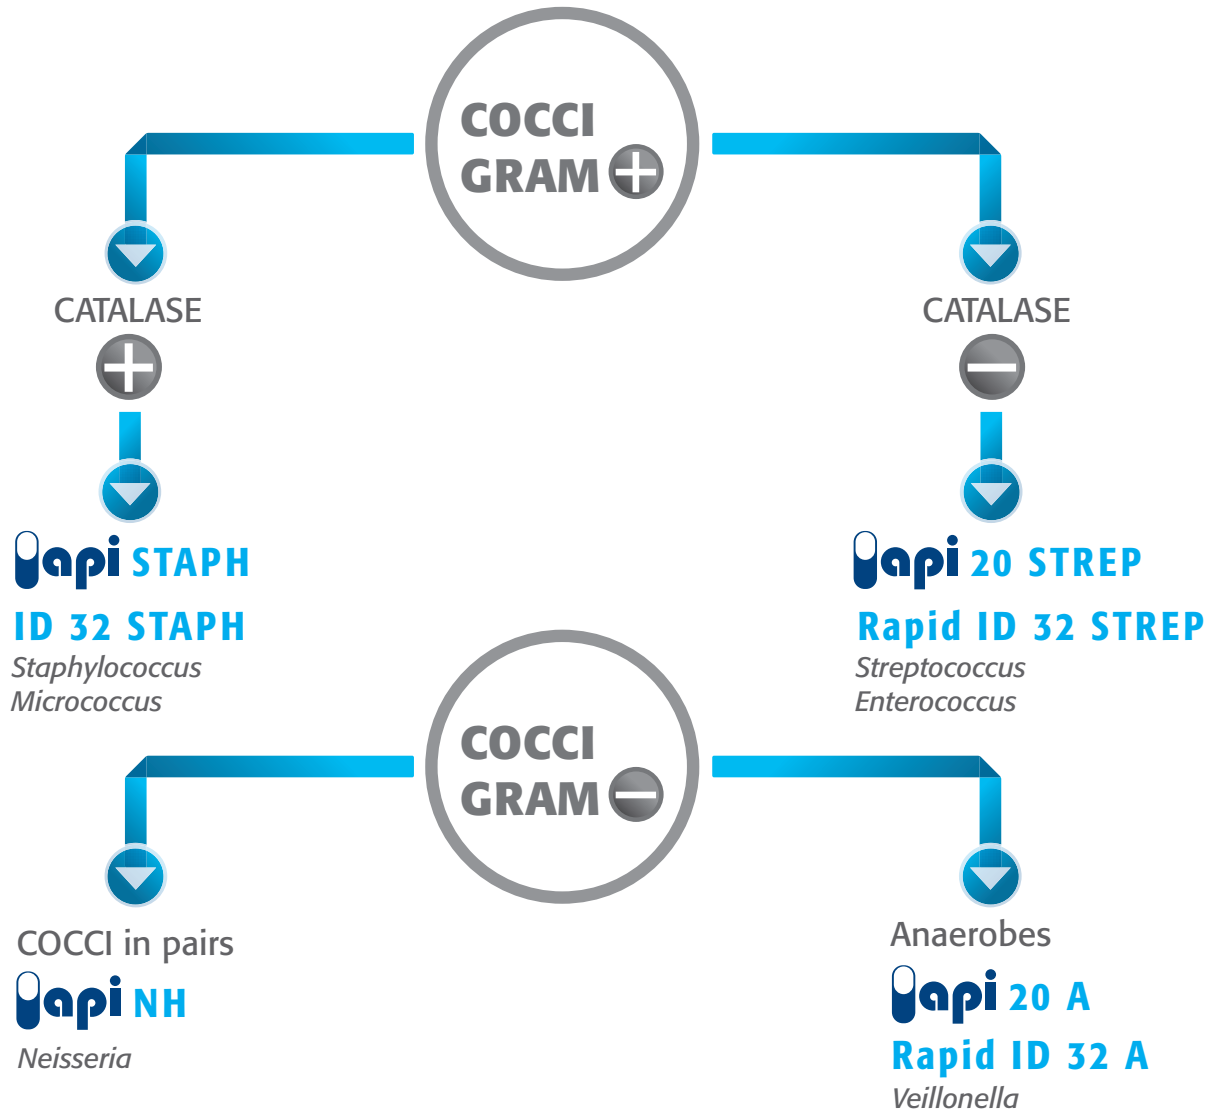 COCCI
GRAM +
CATALASE
+
api STAPH
ID 32 STAPH
Staphylococcus
Micrococcus
CATALASE
−
api 20 STREP
Rapid ID 32 STREP
Streptococcus
Enterococcus
COCCI
GRAM −
COCCI in pairs
api NH
Neisseria
Anaerobes
api 20 A
Rapid ID 32 A
Veillonella